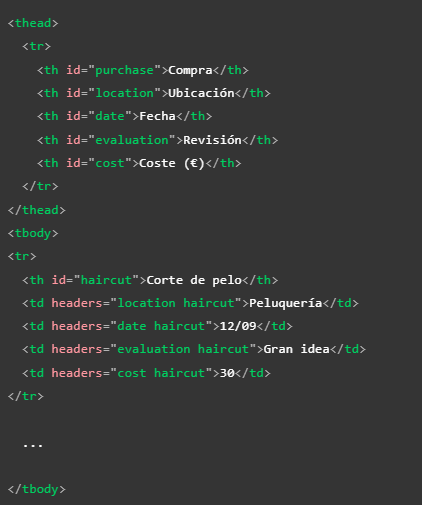 <thead>
  <tr>
    <th id="purchase">Compra</th>
    <th id="location">Ubicación</th>
    <th id="date">Fecha</th>
    <th id="evaluation">Revisión</th>
    <th id="cost">Coste (€)</th>
  </tr>
</thead>
<tbody>
<tr>
  <th id="haircut">Corte de pelo</th>
  <td headers="location haircut">Peluquería</td>
  <td headers="date haircut">12/09</td>
  <td headers="evaluation haircut">Gran idea</td>
  <td headers="cost haircut">30</td>
</tr>

  ...

</tbody>